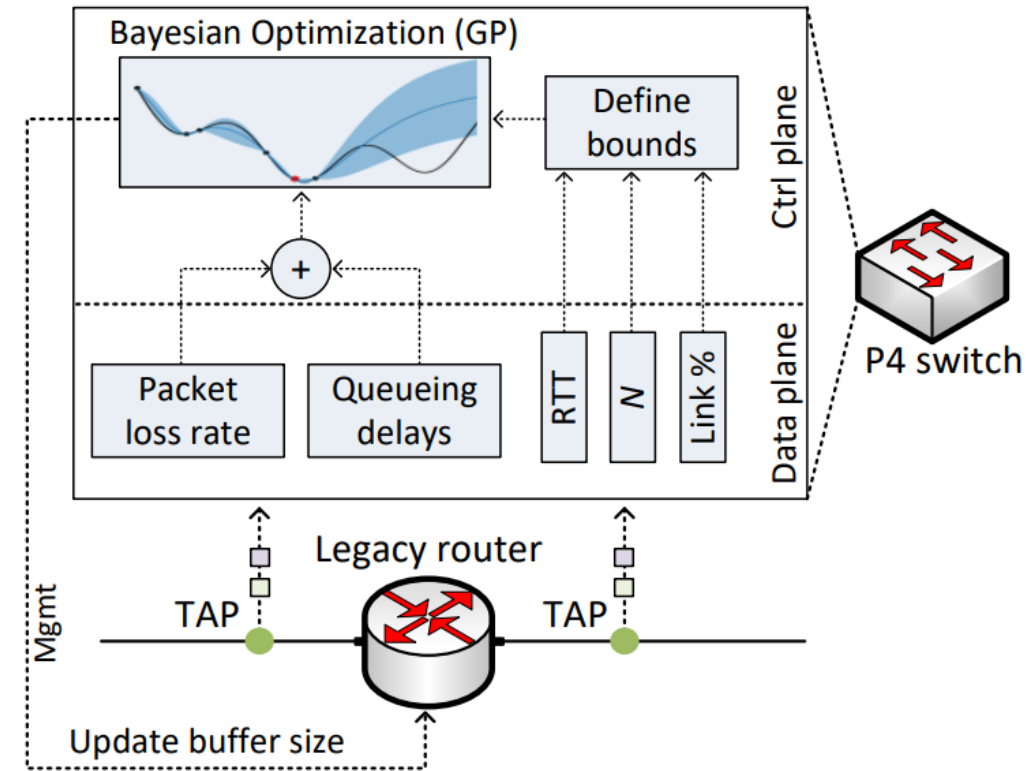 Bayesian Optimization (GP)
Define
bounds
Ctrl plane
+
Packet
loss rate
Queueing
delays
RTT
N
Link %
Data plane
P4 switch
Legacy router
TAP
TAP
Mgmt
Update buffer size